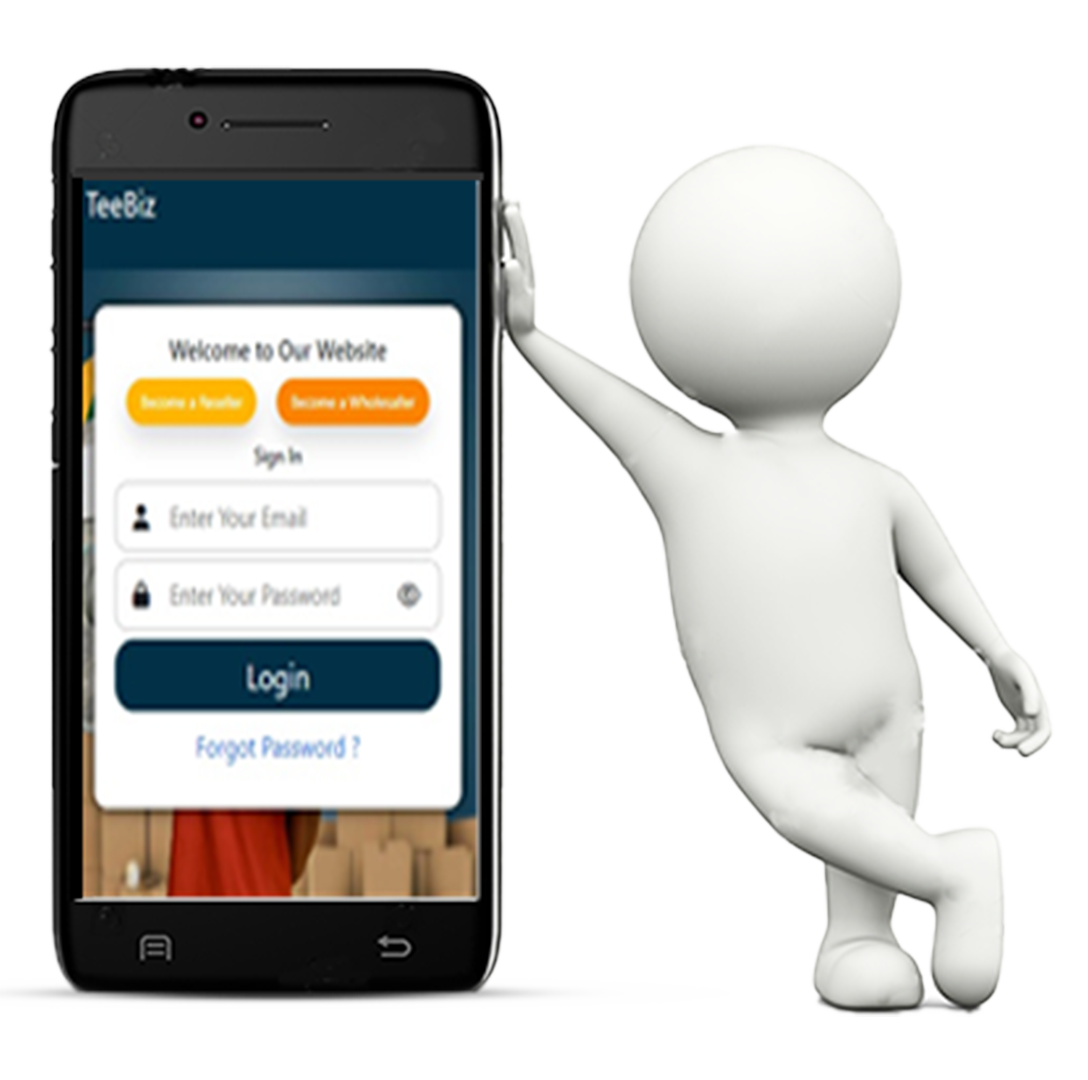 TeeBiz
Welcome to Our Website
Become a Reseller Become a Wholesaler
Sign In
Enter Your Email
Enter Your Password
Login
Forgot Password ?